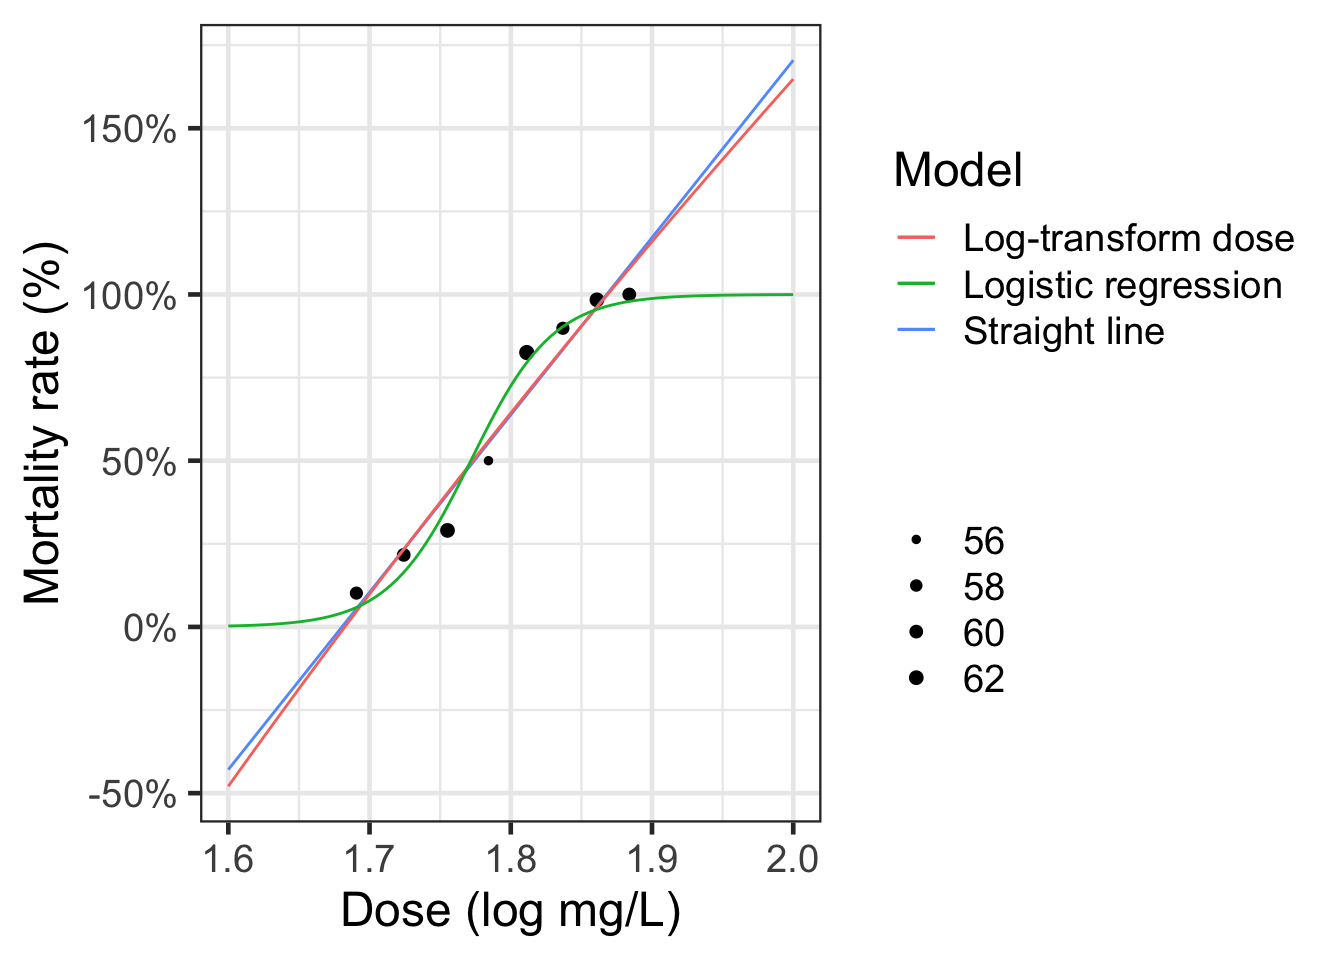 Mortality rate (%)
150%
100%
50%
0%
-50%
1.6 1.7 1.8 1.9 2.0
Dose (log mg/L)
Model
Log-transform dose
Logistic regression
Straight line
56
58
60
62